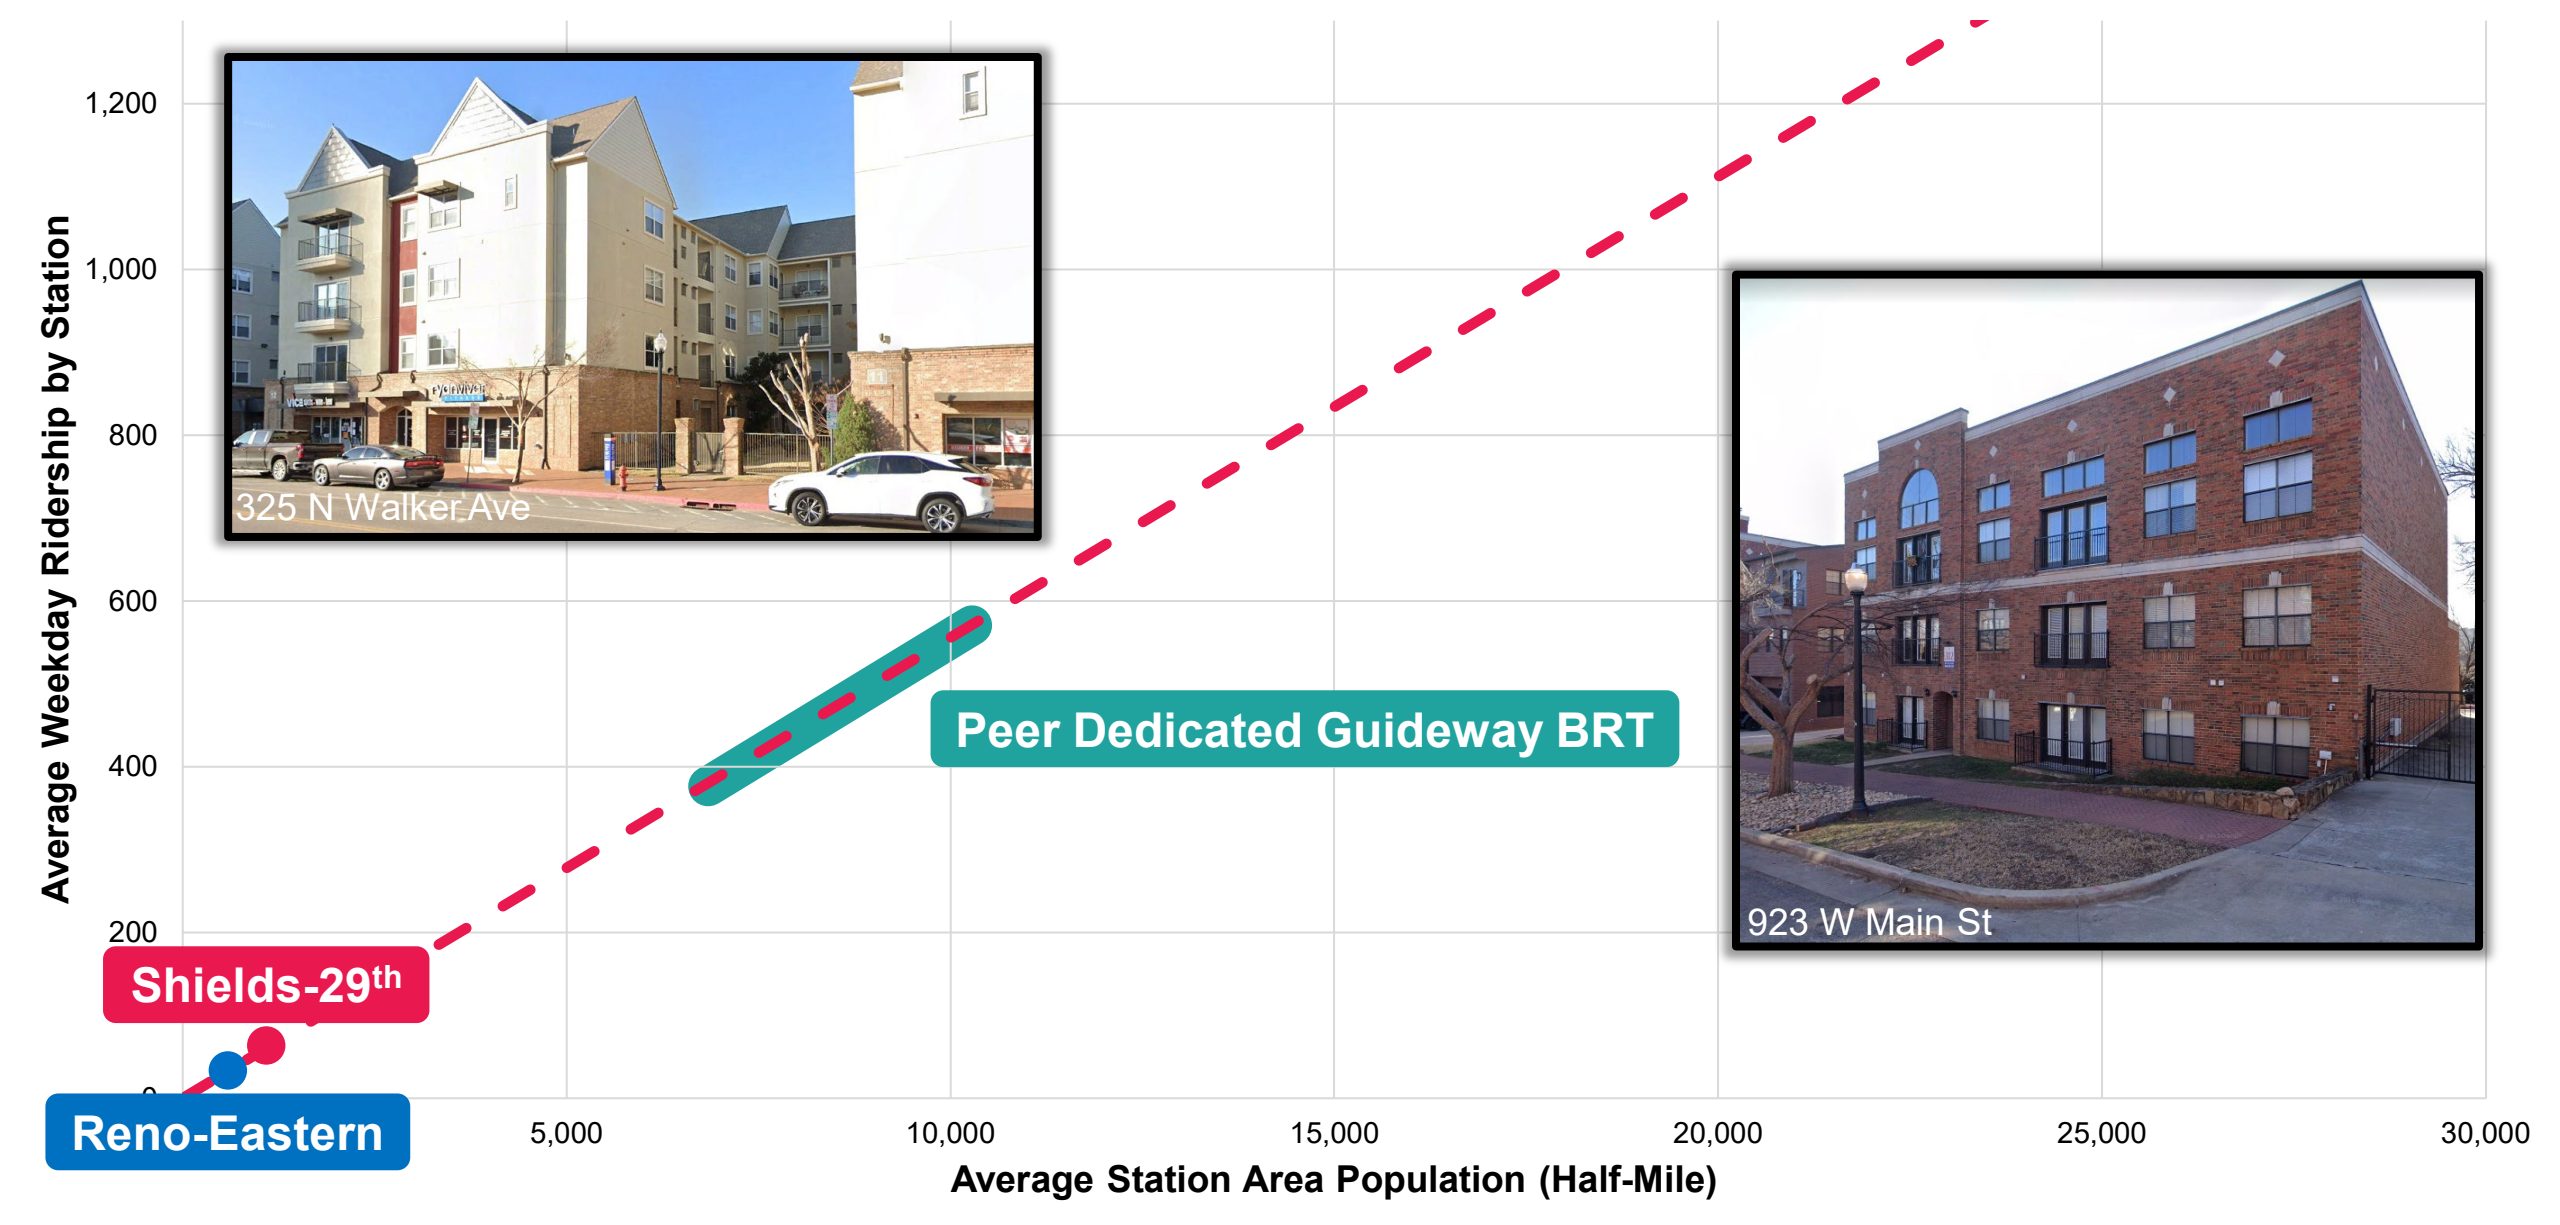 Average Weekday Ridership by Station
1,200
1,000
800
600
400
200
0
VICE
325 N Walker Ave
923 W Main St
Peer Dedicated Guideway BRT
Shields-29th
Reno-Eastern
5,000
10,000
15,000
20,000
25,000
30,000
Average Station Area Population (Half-Mile)